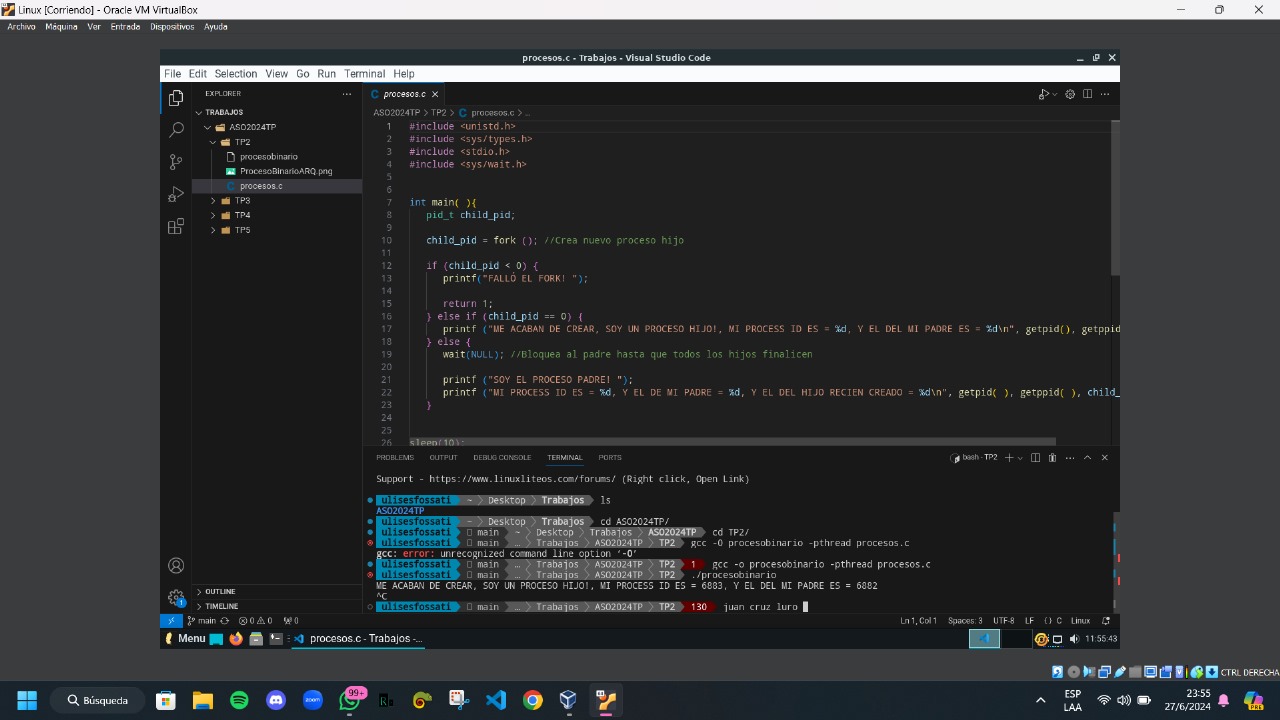 Linux [Corriendo] - Oracle VM VirtualBox
Archivo Máquina Ver Entrada Dispositivos Ayuda
procesos.c - Trabajos - Visual Studio Code
File Edit Selection View Go Run Terminal Help
EXPLORER
TRABAJOS
ASO2024TP
TP2
procesobinario
ProcesoBinarioARQ.png
procesos.c
TP3
TP4
TP5
OUTLINE
TIMELINE
procesos.c
ASO2024TP > TP2 > procesos.c > ...
1 #include <unistd.h>
2 #include <sys/types.h>
3 #include <stdio.h>
4 #include <sys/wait.h>
5
6
7 int main( ){
8 pid_t child_pid;
9
10 child_pid = fork (); //Crea nuevo proceso hijo
11
12 if (child_pid < 0) {
13 printf("FALLÓ EL FORK! ");
14
15 return 1;
16 } else if (child_pid == 0) {
17 printf ("ME ACABAN DE CREAR, SOY UN PROCESO HIJO!, MI PROCESS ID ES = %d, Y EL DEL MI PADRE ES = %d\n", getpid(), getppid
18 } else {
19 wait(NULL); //Bloquea al padre hasta que todos los hijos finalicen
20
21 printf ("SOY EL PROCESO PADRE! ");
22 printf ("MI PROCESS ID ES = %d, Y EL DE MI PADRE = %d, Y EL DEL HIJO RECIEN CREADO = %d\n", getpid( ), getppid( ), child_
23 }
24
25
26 sleep(10);
PROBLEMS OUTPUT DEBUG CONSOLE TERMINAL PORTS
bash - TP2
Support - https://www.linuxliteos.com/forums/ (Right click, Open Link)
ulisesfossati ~ > Desktop > Trabajos ls
ASO2024TP
ulisesfossati ~ > Desktop > Trabajos cd ASO2024TP/
ulisesfossati main ~ > Desktop > Trabajos > ASO2024TP cd TP2/
ulisesfossati main … > Trabajos > ASO2024TP > TP2 gcc -O procesobinario -pthread procesos.c
gcc: error: unrecognized command line option ‘-O’
ulisesfossati main … > Trabajos > ASO2024TP > TP2 1 gcc -o procesobinario -pthread procesos.c
ulisesfossati main … > Trabajos > ASO2024TP > TP2 ./procesobinario
ME ACABAN DE CREAR, SOY UN PROCESO HIJO!, MI PROCESS ID ES = 6883, Y EL DEL MI PADRE ES = 6882
^C
ulisesfossati main … > Trabajos > ASO2024TP > TP2 130 juan cruz luro
main 0 0 0 Ln 1, Col 1 Spaces: 3 UTF-8 LF {} C Linux
Menu procesos.c - Trabajos -... 11:55:43
CTRL DERECHA
Búsqueda 99+ ESP LAA 23:55 27/6/2024